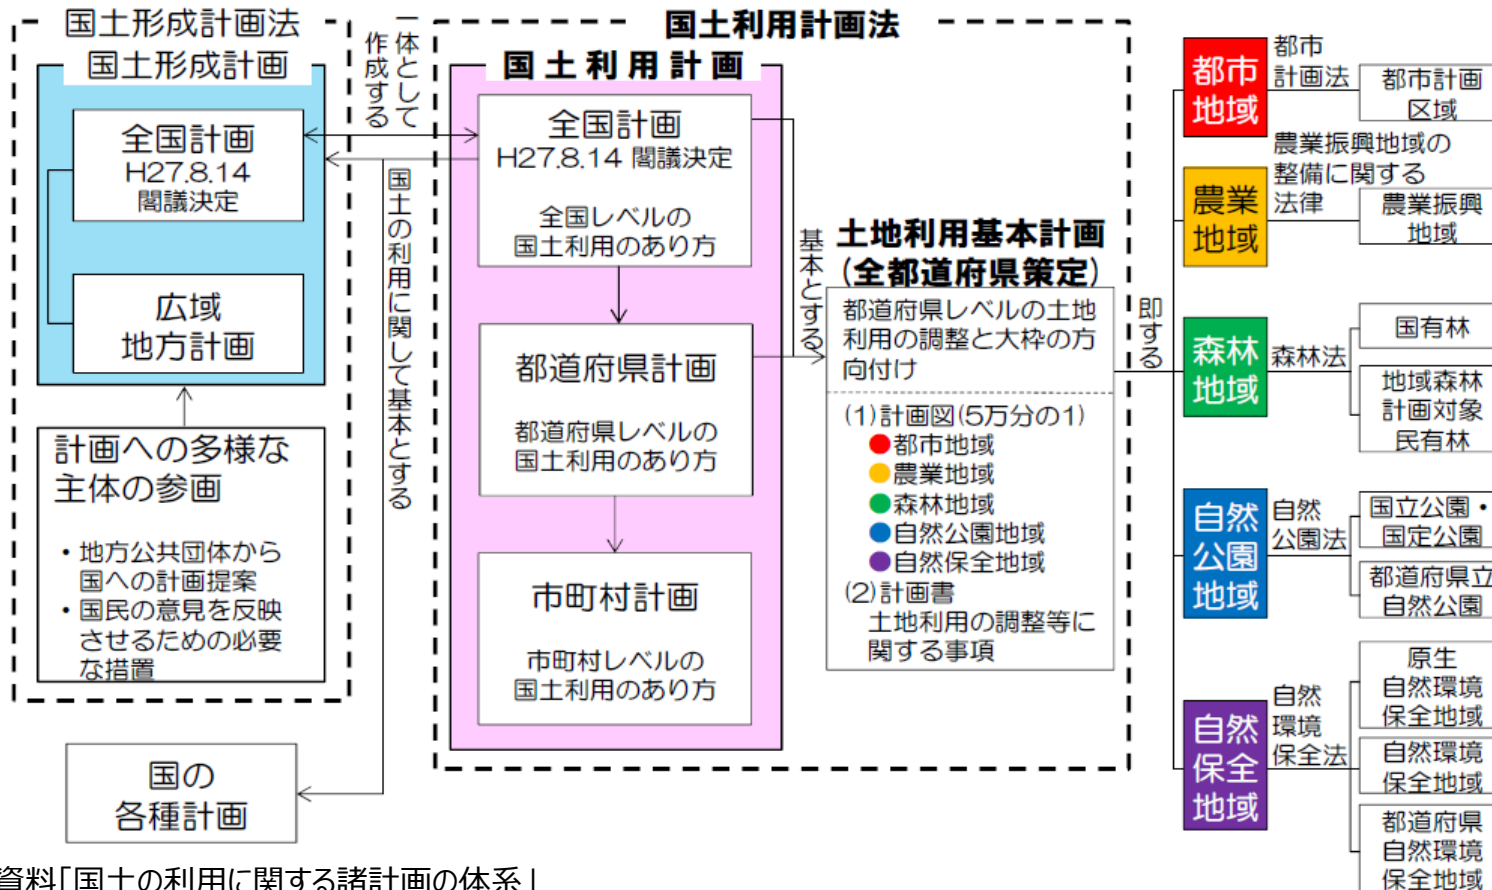 国土形成計画法
国土形成計画
全国計画
H27.8.14
閣議決定
広域
地方計画
計画への多様な
主体の参画
・地方公共団体から
国への計画提案
・国民の意見を反映
させるための必要
な措置
国の
各種計画
一体として
作成する
国土の利用に関して基本とする
国土利用計画法
国土利用計画
全国計画
H27.8.14 閣議決定
全国レベルの
国土利用のあり方
都道府県計画
都道府県レベルの
国土利用のあり方
市町村計画
市町村レベルの
国土利用のあり方
基本とする
土地利用基本計画
(全都道府県策定)
都道府県レベルの土地
利用の調整と大枠の方
向付け
(1)計画図(5万分の1)
●都市地域
●農業地域
●森林地域
●自然公園地域
●自然保全地域
(2)計画書
土地利用の調整等に
関する事項
即する
都市
地域
都市
計画法
都市計画
区域
農業
地域
農業振興地域の
整備に関する
法律
農業振興
地域
森林
地域
森林法
国有林
地域森林
計画対象
民有林
自然
公園
地域
自然
公園法
国立公園・
国定公園
都道府県立
自然公園
自然
保全
地域
自然
環境
保全法
原生
自然環境
保全地域
自然環境
保全地域
都道府県
自然環境
保全地域
資料「国土の利用に関する諸計画の体系」